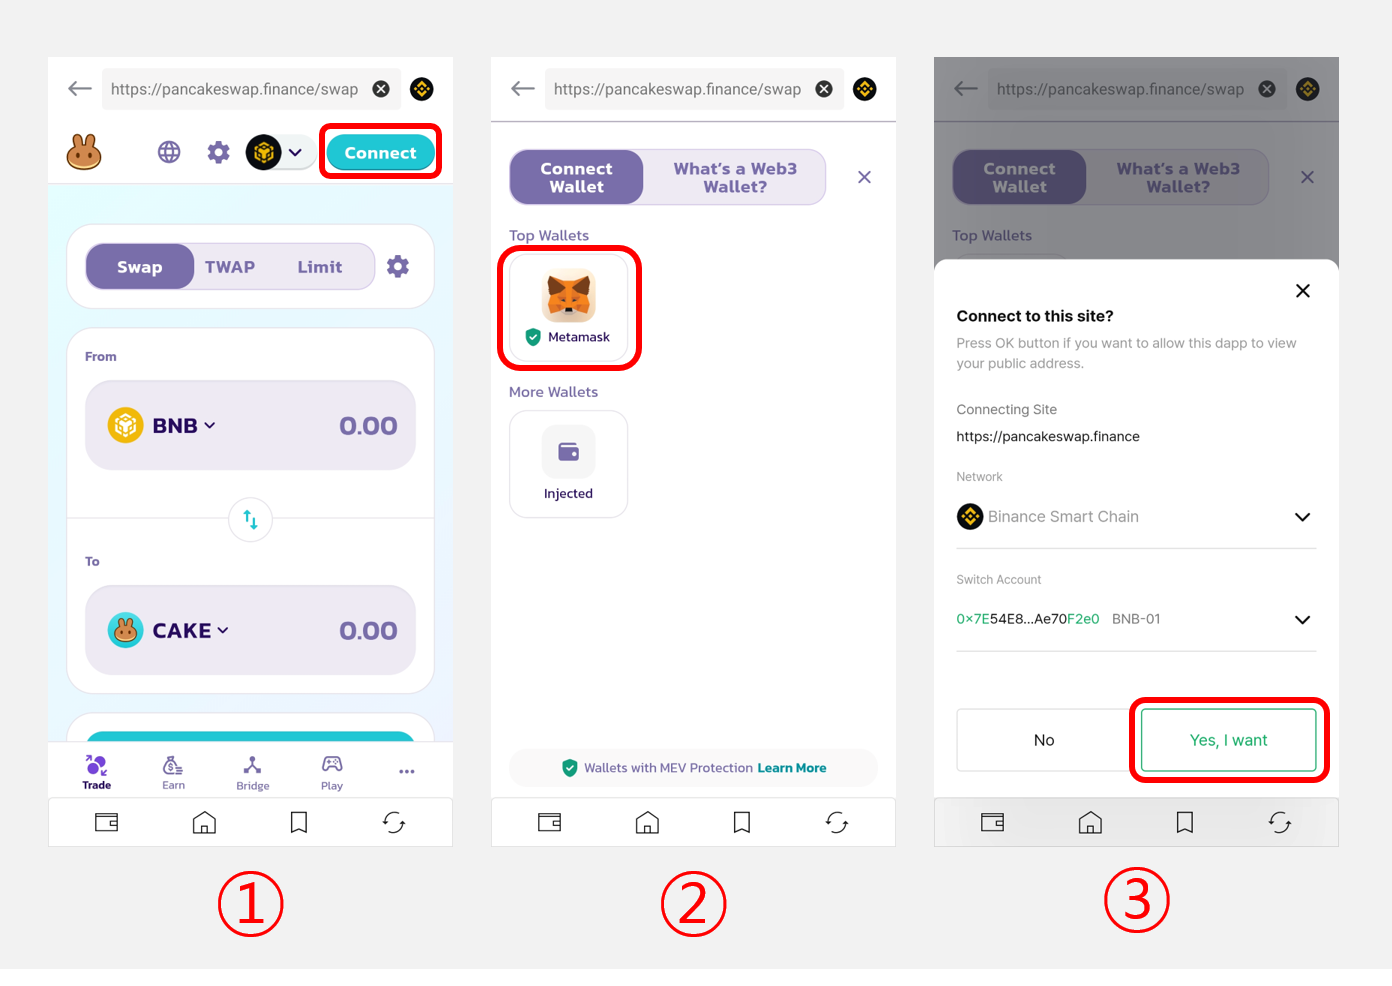 https://pancakeswap.finance/swap
Connect
Swap
TWAP
Limit
From
BNB
0.00
To
CAKE
0.00
Trade
Earn
Bridge
Play
①
https://pancakeswap.finance/swap
Connect
Wallet
What's a Web3
Wallet?
Top Wallets
Metamask
More Wallets
Injected
Wallets with MEV Protection Learn More
②
https://pancakeswap.finance/swap
Connect
Wallet
What's a Web3
Wallet?
Top Wallets
Connect to this site?
Press OK button if you want to allow this dapp to view
your public address.
Connecting Site
https://pancakeswap.finance
Network
Binance Smart Chain
Switch Account
0×7E54E8...Ae70F2e0 BNB-01
No
Yes, I want
③